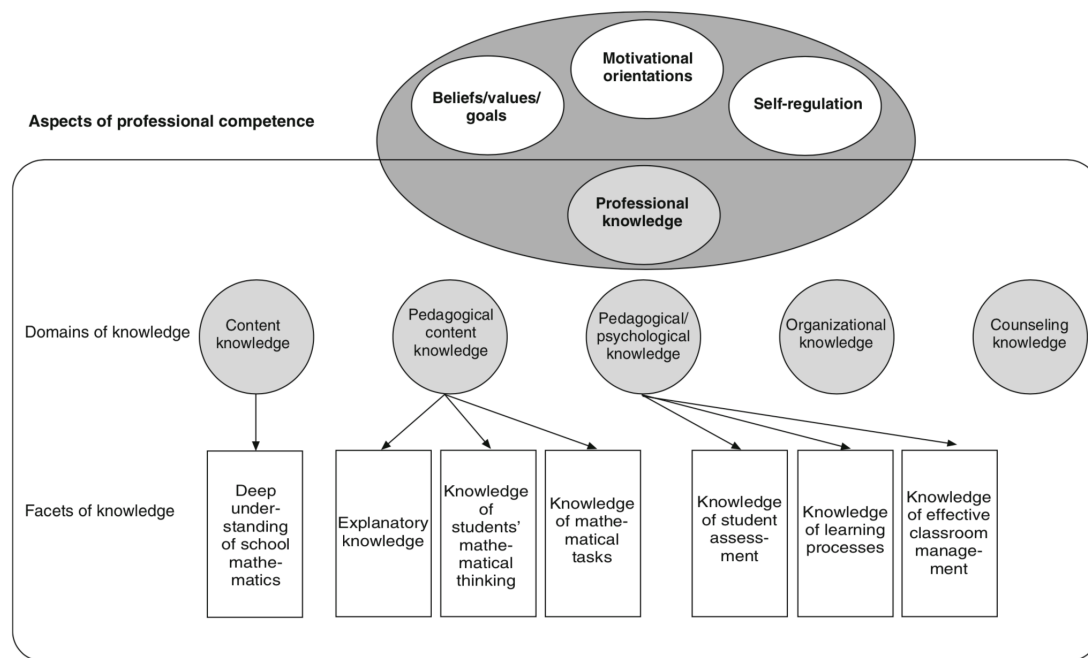 Motivational
orientations
Beliefs/values/
goals
Self-regulation
Aspects of professional competence
Professional
knowledge
Domains of knowledge
Content
knowledge
Pedagogical
content
knowledge
Pedagogical/
psychological
knowledge
Organizational
knowledge
Counseling
knowledge
Facets of knowledge
Deep
under-
standing
of school
mathe-
matics
Explanatory
knowledge
Knowledge
of
students’
mathe-
matical
thinking
Knowledge
of mathe-
matical
tasks
Knowledge
of student
assess-
ment
Knowledge
of learning
processes
Knowledge
of effective
classroom
manage-
ment